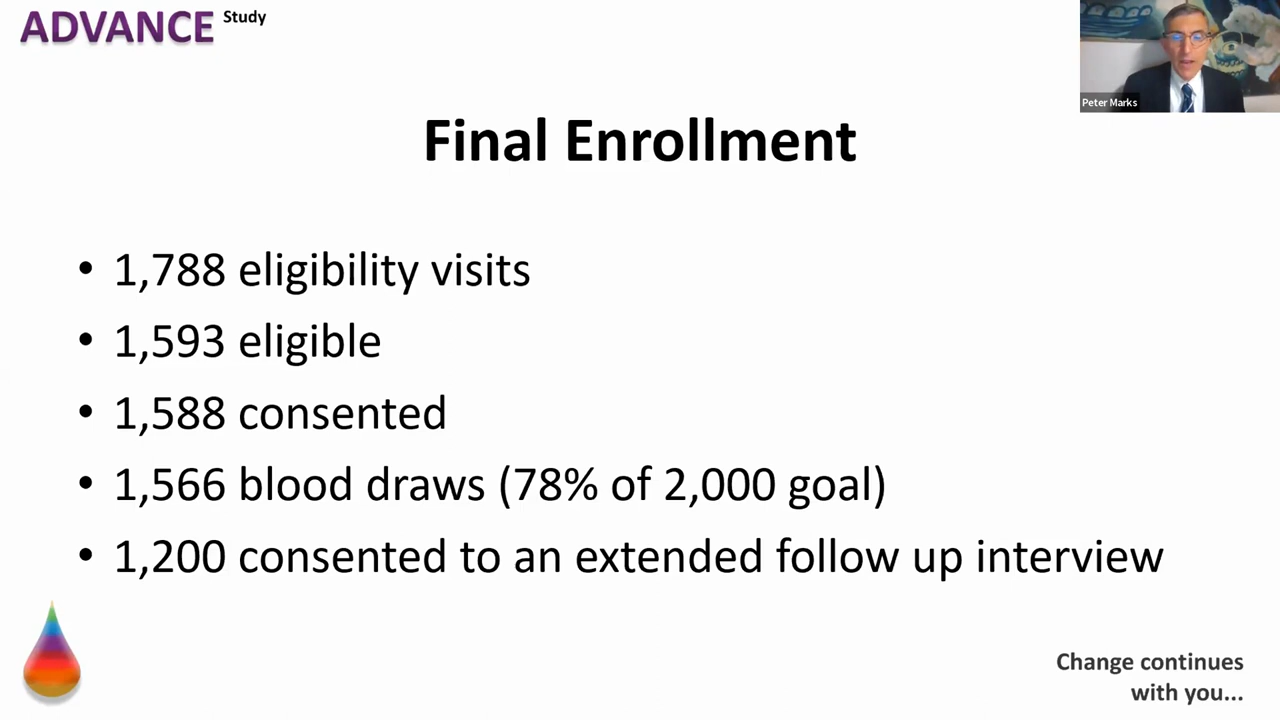 ADVANCE Study
Peter Marks
Final Enrollment
• 1,788 eligibility visits
• 1,593 eligible
• 1,588 consented
• 1,566 blood draws (78% of 2,000 goal)
• 1,200 consented to an extended follow up interview
Change continues
with you...